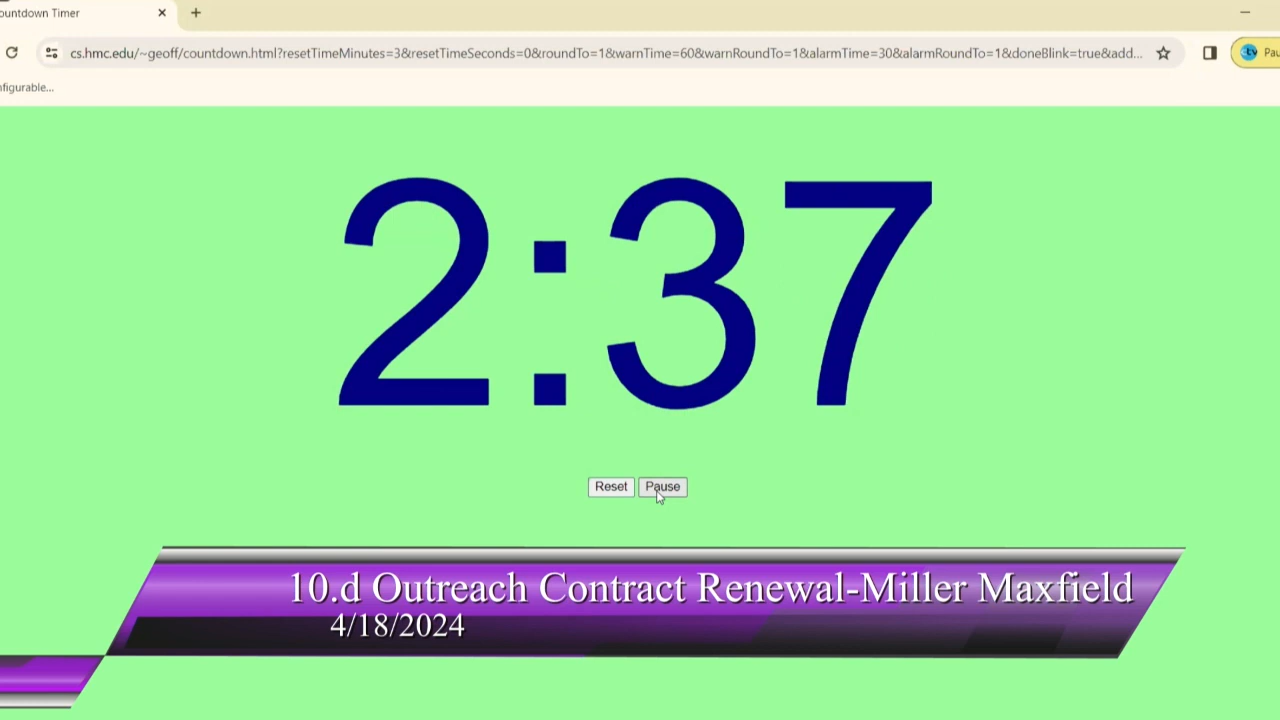 ountdown Timer
cs.hmc.edu/~geoff/countdown.html?resetTimeMinutes=3&resetTimeSeconds=0&roundTo=1&warnTime=60&warnRoundTo=1&alarmTime=30&alarmRoundTo=1&doneBlink=true&add...
Pau
nfigurable...
2:37
Reset Pause
10.d Outreach Contract Renewal-Miller Maxfield
4/18/2024